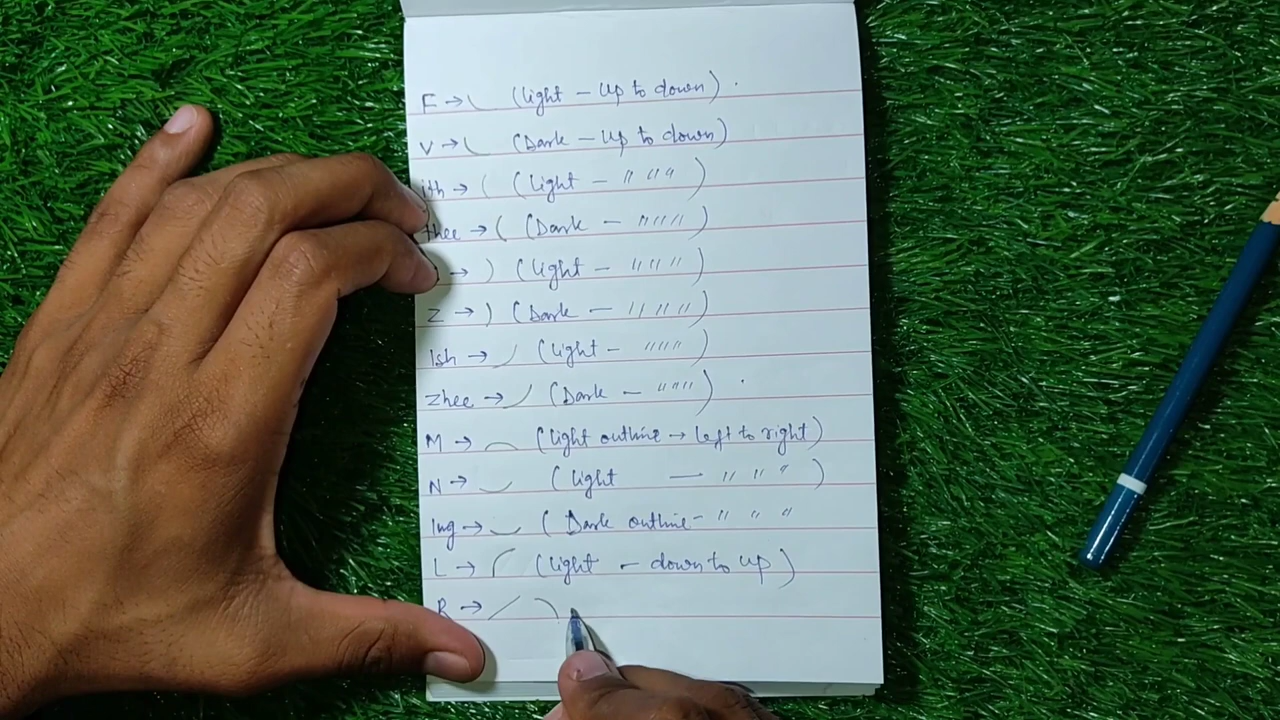 F → \ (light - up to down).
V → \ (Dark - up to down)
ith → ( (light - " " ")
thee → ( (Dark - " " " ")
→ ) (light - " " ")
Z → ) (Dark - " " " ")
Ish → ⌡ (light - " " ")
Zhee → ⌡ (Dark - " " ") .
M → ⌒ (light outline → left to right)
N → ⌣ (light — " " ")
Ing → ⌣ (Dark outline - " " "
L → ( (light - down to up)
R → / )